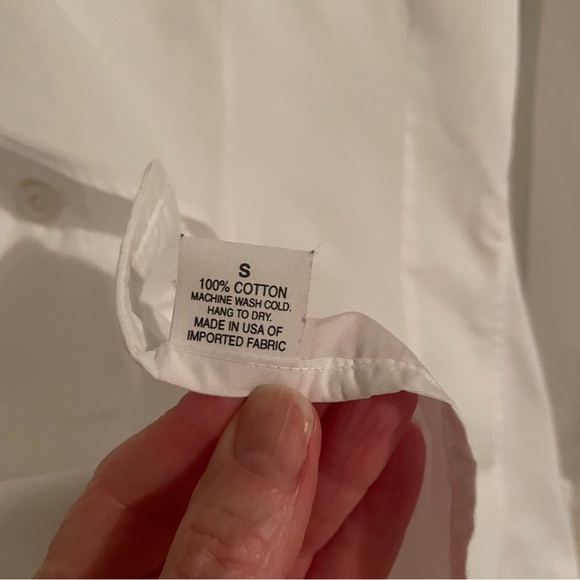 S
100% COTTON
MACHINE WASH COLD.
HANG TO DRY.
MADE IN USA OF
IMPORTED FABRIC